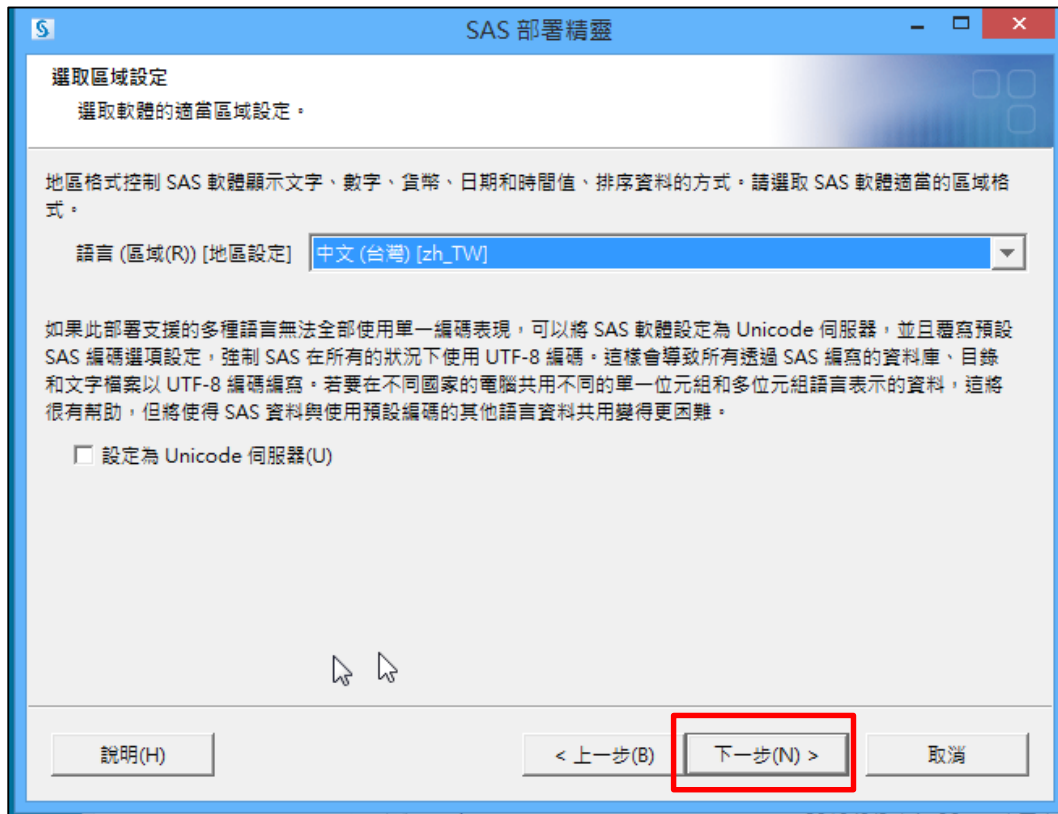 SAS 部署精靈
選取區域設定
選取軟體的適當區域設定。
地區格式控制 SAS 軟體顯示文字、數字、貨幣、日期和時間值、排序資料的方式。請選取 SAS 軟體適當的區域格
式。
語言 (區域(R)) [地區設定] 中文 (台灣) [zh_TW]
如果此部署支援的多種語言無法全部使用單一編碼表現，可以將 SAS 軟體設定為 Unicode 伺服器，並且覆寫預設
SAS 編碼選項設定，強制 SAS 在所有的狀況下使用 UTF-8 編碼。這樣會導致所有透過 SAS 編寫的資料庫、目錄
和文字檔案以 UTF-8 編碼編寫。若要在不同國家的電腦共用不同的單一位元組和多位元組語言表示的資料，這將
很有幫助，但將使得 SAS 資料與使用預設編碼的其他語言資料共用變得更困難。
設定為 Unicode 伺服器(U)
說明(H) < 上一步(B) 下一步(N) > 取消